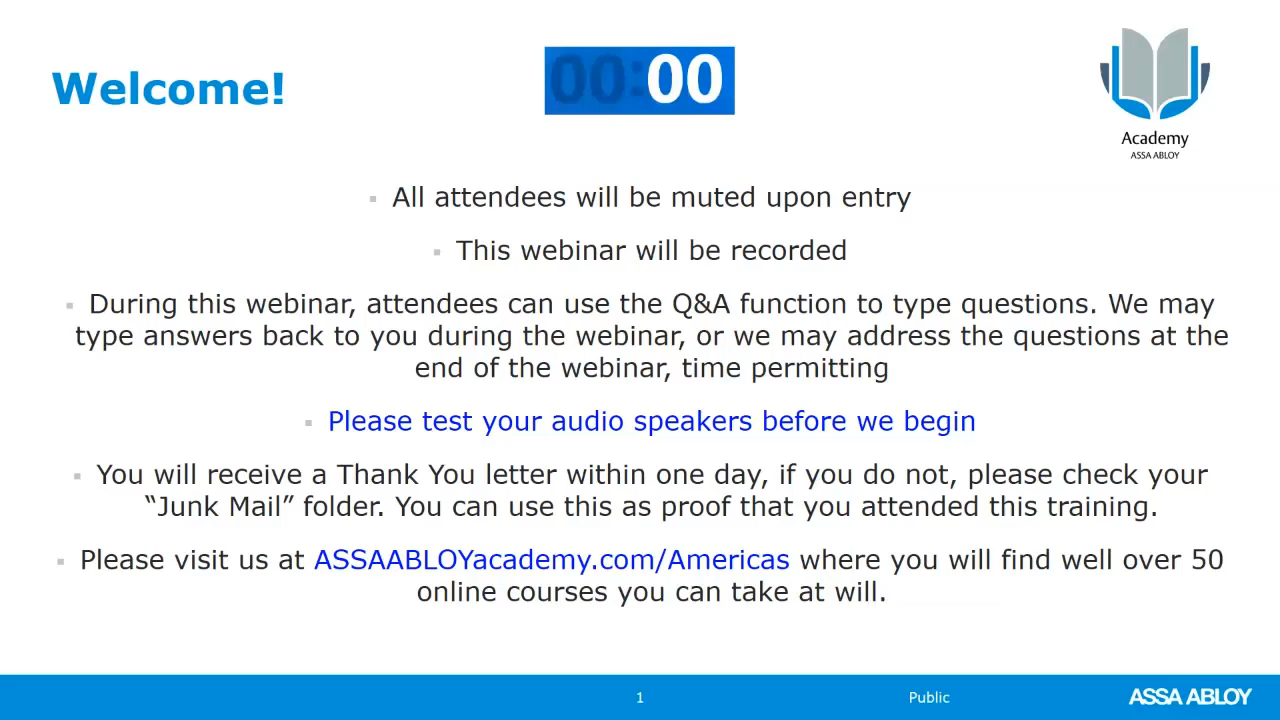 Welcome!
00:00
Academy
ASSA ABLOY
▪ All attendees will be muted upon entry
▪ This webinar will be recorded
▪ During this webinar, attendees can use the Q&A function to type questions. We may
type answers back to you during the webinar, or we may address the questions at the
end of the webinar, time permitting
▪ Please test your audio speakers before we begin
▪ You will receive a Thank You letter within one day, if you do not, please check your
“Junk Mail” folder. You can use this as proof that you attended this training.
▪ Please visit us at ASSAABLOYacademy.com/Americas where you will find well over 50
online courses you can take at will.
1
Public
ASSA ABLOY